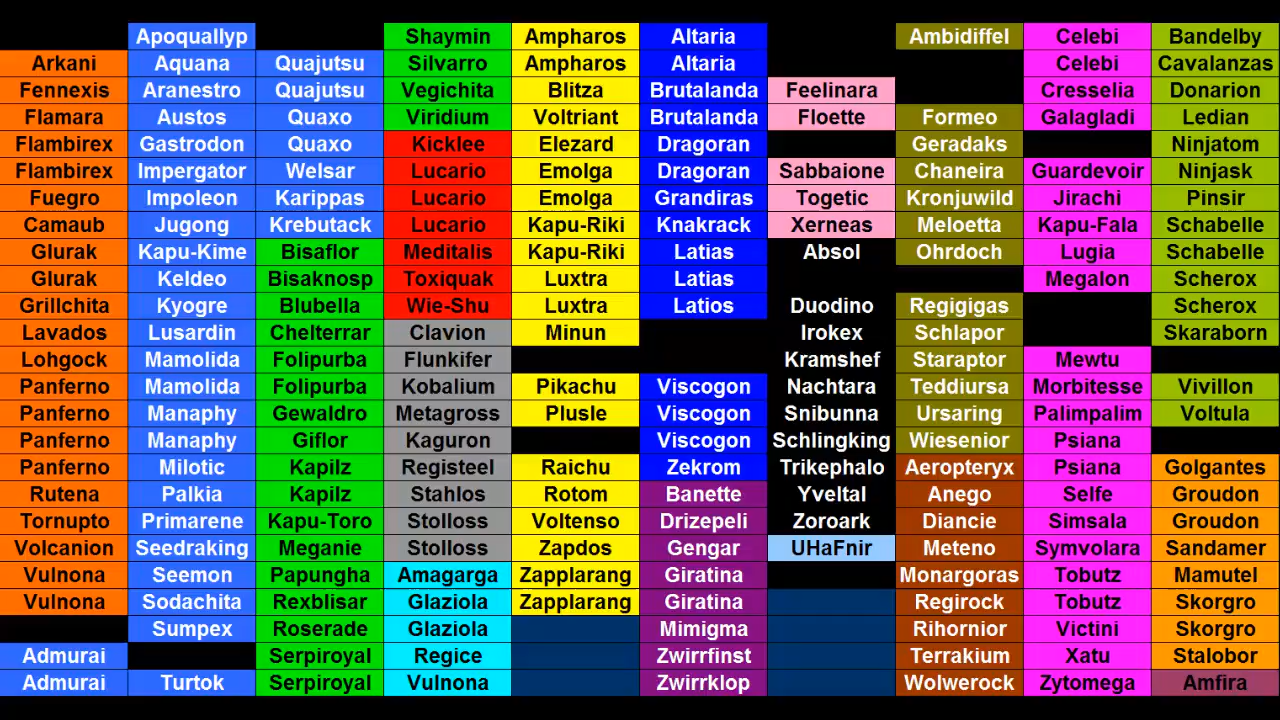 Apoquallyp Shaymin Ampharos Altaria Ambidiffel Celebi Bandelby
Arkani Aquana Quajutsu Silvarro Ampharos Altaria Celebi Cavalanzas
Fennexis Aranestro Quajutsu Vegichita Blitza Brutalanda Feelinara Cresselia Donarion
Flamara Austos Quaxo Viridium Voltriant Brutalanda Floette Formeo Galagladi Ledian
Flambirex Gastrodon Quaxo Kicklee Elezard Dragoran Geradaks Ninjatom
Flambirex Impergator Welsar Lucario Emolga Dragoran Sabbaione Chaneira Guardevoir Ninjask
Fuegro Impoleon Karippas Lucario Emolga Grandiras Togetic Kronjuwild Jirachi Pinsir
Camaub Jugong Krebutack Lucario Kapu-Riki Knakrack Xerneas Meloetta Kapu-Fala Schabelle
Glurak Kapu-Kime Bisaflor Meditalis Kapu-Riki Latias Absol Ohrdoch Lugia Schabelle
Glurak Keldeo Bisaknosp Toxiquak Luxtra Latias Megalon Scherox
Grillchita Kyogre Blubella Wie-Shu Luxtra Latios Duodino Regigigas Scherox
Lavados Lusardin Chelterrar Clavion Minun Irokex Schlapor Skaraborn
Lohgock Mamolida Folipurba Flunkifer Kramshef Staraptor Mewtu
Panferno Mamolida Folipurba Kobalium Pikachu Viscogon Nachtara Teddiursa Morbitesse Vivillon
Panferno Manaphy Gewaldro Metagross Plusle Viscogon Snibunna Ursaring Palimpalim Voltula
Panferno Manaphy Giflor Kaguron Viscogon Schlingking Wiesenior Psiana
Panferno Milotic Kapilz Registeel Raichu Zekrom Trikephalo Aeropteryx Psiana Golgantes
Rutena Palkia Kapilz Stahlos Rotom Banette Yveltal Anego Selfe Groudon
Tornupto Primarene Kapu-Toro Stolloss Voltenso Drizepeli Zoroark Diancie Simsala Groudon
Volcanion Seedraking Meganie Stolloss Zapdos Gengar UHaFnir Meteno Symvolara Sandamer
Vulnona Seemon Papungha Amagarga Zapplarang Giratina Monargoras Tobutz Mamutel
Vulnona Sodachita Rexblisar Glaziola Zapplarang Giratina Regirock Tobutz Skorgro
Sumpex Roserade Glaziola Mimigma Rihornior Victini Skorgro
Admurai Serpiroyal Regice Zwirrfinst Terrakium Xatu Stalobor
Admurai Turtok Serpiroyal Vulnona Zwirrklop Wolwerock Zytomega Amfira